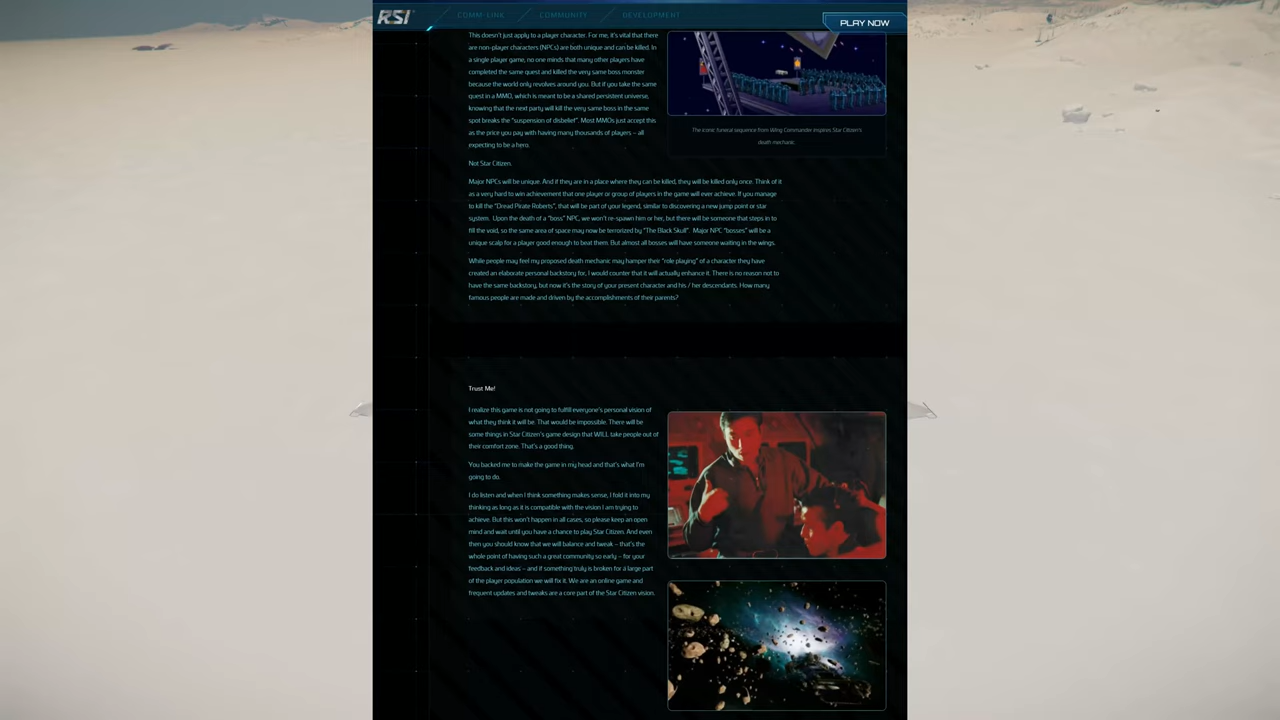 RSI
COMM-LINK
COMMUNITY
DEVELOPMENT
PLAY NOW
This doesn't just apply to a player character. For me, it's vital that there
are non-player characters (NPCs) are both unique and can be killed. In
a single player game, no one minds that many other players have
completed the same quest and killed the very same boss monster
because the world only revolves around you. But if you take the same
quest in a MMO, which is meant to be a shared persistent universe,
knowing that the next party will kill the very same boss in the same
spot breaks the "suspension of disbelief". Most MMOs just accept this
as the price you pay with having many thousands of players – all
expecting to be a hero.
The iconic funeral sequence from Wing Commander inspires Star Citizen's
death mechanic.
Not Star Citizen.
Major NPCs will be unique. And if they are in a place where they can be killed, they will be killed only once. Think of it
as a very hard to win achievement that one player or group of players in the game will ever achieve. If you manage
to kill the "Dread Pirate Roberts", that will be part of your legend, similar to discovering a new jump point or star
system. Upon the death of a "boss" NPC, we won't re-spawn him or her, but there will be someone that steps in to
fill the void, so the same area of space may now be terrorized by "The Black Skull". Major NPC "bosses" will be a
unique scalp for a player good enough to beat them. But almost all bosses will have someone waiting in the wings.
While people may feel my proposed death mechanic may hamper their "role playing" of a character they have
created an elaborate personal backstory for, I would counter that it will actually enhance it. There is no reason not to
have the same backstory, but now it's the story of your present character and his / her descendants. How many
famous people are made and driven by the accomplishments of their parents?
Trust Me!
I realize this game is not going to fulfill everyone's personal vision of
what they think it will be. That would be impossible. There will be
some things in Star Citizen's game design that WILL take people out of
their comfort zone. That's a good thing.
You backed me to make the game in my head and that's what I'm
going to do.
I do listen and when I think something makes sense, I fold it into my
thinking as long as it is compatible with the vision I am trying to
achieve. But this won't happen in all cases, so please keep an open
mind and wait until you have a chance to play Star Citizen. And even
then you should know that we will balance and tweak – that's the
whole point of having such a great community so early – for your
feedback and ideas – and if something truly is broken for a large part
of the player population we will fix it. We are an online game and
frequent updates and tweaks are a core part of the Star Citizen vision.